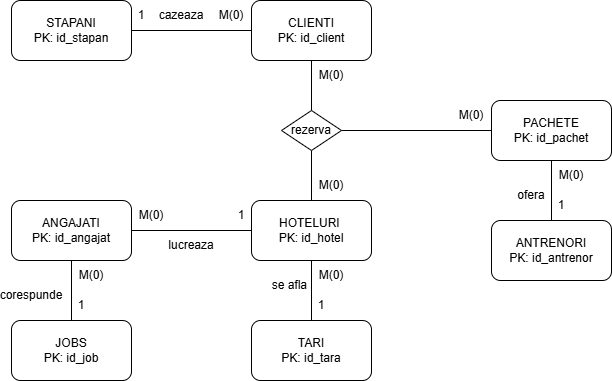 STAPANI
PK: id_stapan
1
cazeaza
M(0)
CLIENTI
PK: id_client
M(0)
rezerva
M(0)
PACHETE
PK: id_pachet
M(0)
M(0)
ofera
1
ANTRENORI
PK: id_antrenor
ANGAJATI
PK: id_angajat
M(0)
1
lucreaza
HOTELURI
PK: id_hotel
M(0)
corespunde
1
M(0)
se afla
1
JOBS
PK: id_job
TARI
PK: id_tara